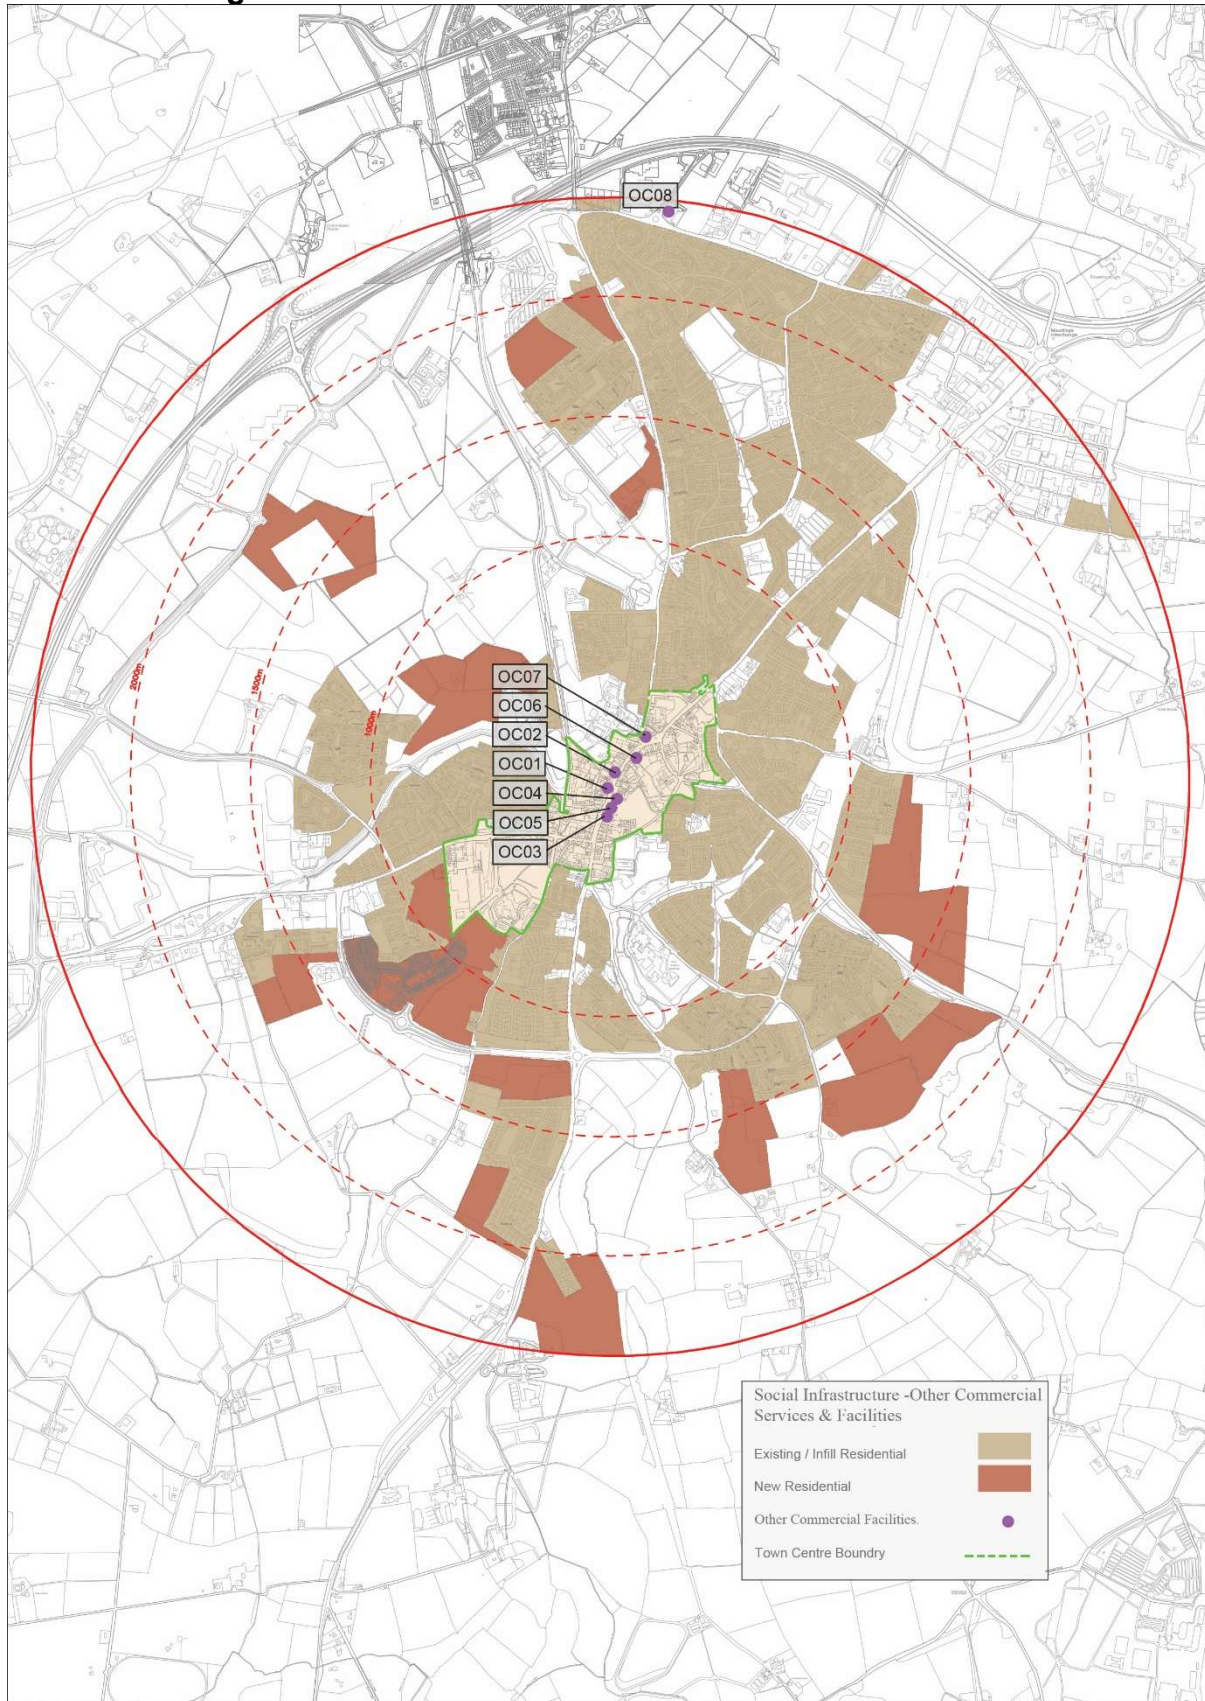 g
OC08
2000m
1500m
1000m
OC07
OC06
OC02
OC01
OC04
OC05
OC03
Social Infrastructure -Other Commercial
Services & Facilities
Existing / Infill Residential
New Residential
Other Commercial Facilities.
Town Centre Boundry